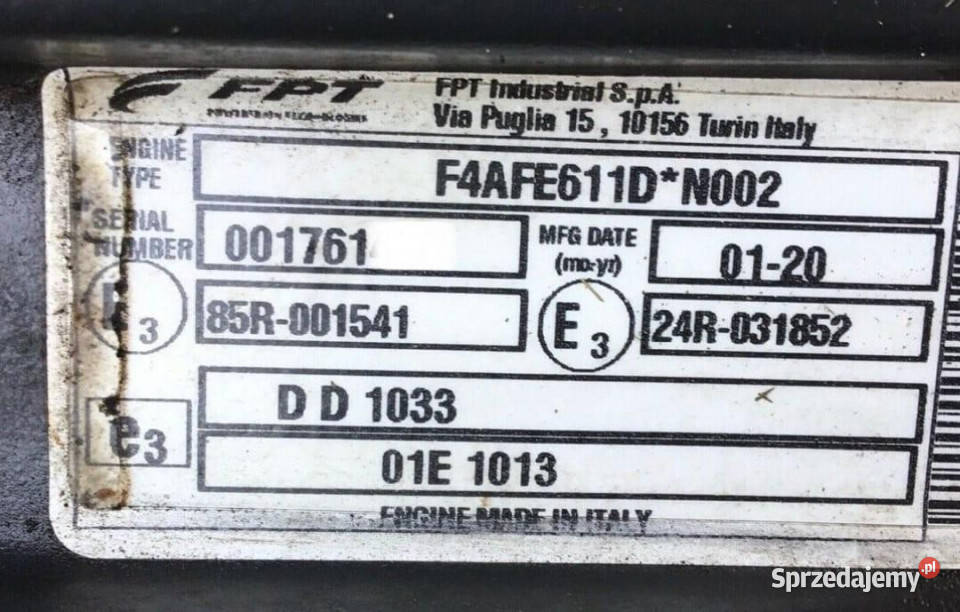 FPT
FPT Industrial S.p.A.
Via Puglia 15 , 10156 Turin Italy
ENGINE TYPE
F4AFE611D*N002
SERIAL NUMBER
001761
MFG DATE
(mo-yr)
01-20
E 3
85R-001541
E 3
24R-031852
e3
D D 1033
01E 1013
ENGINE MADE IN ITALY
Sprzedajemy.pl